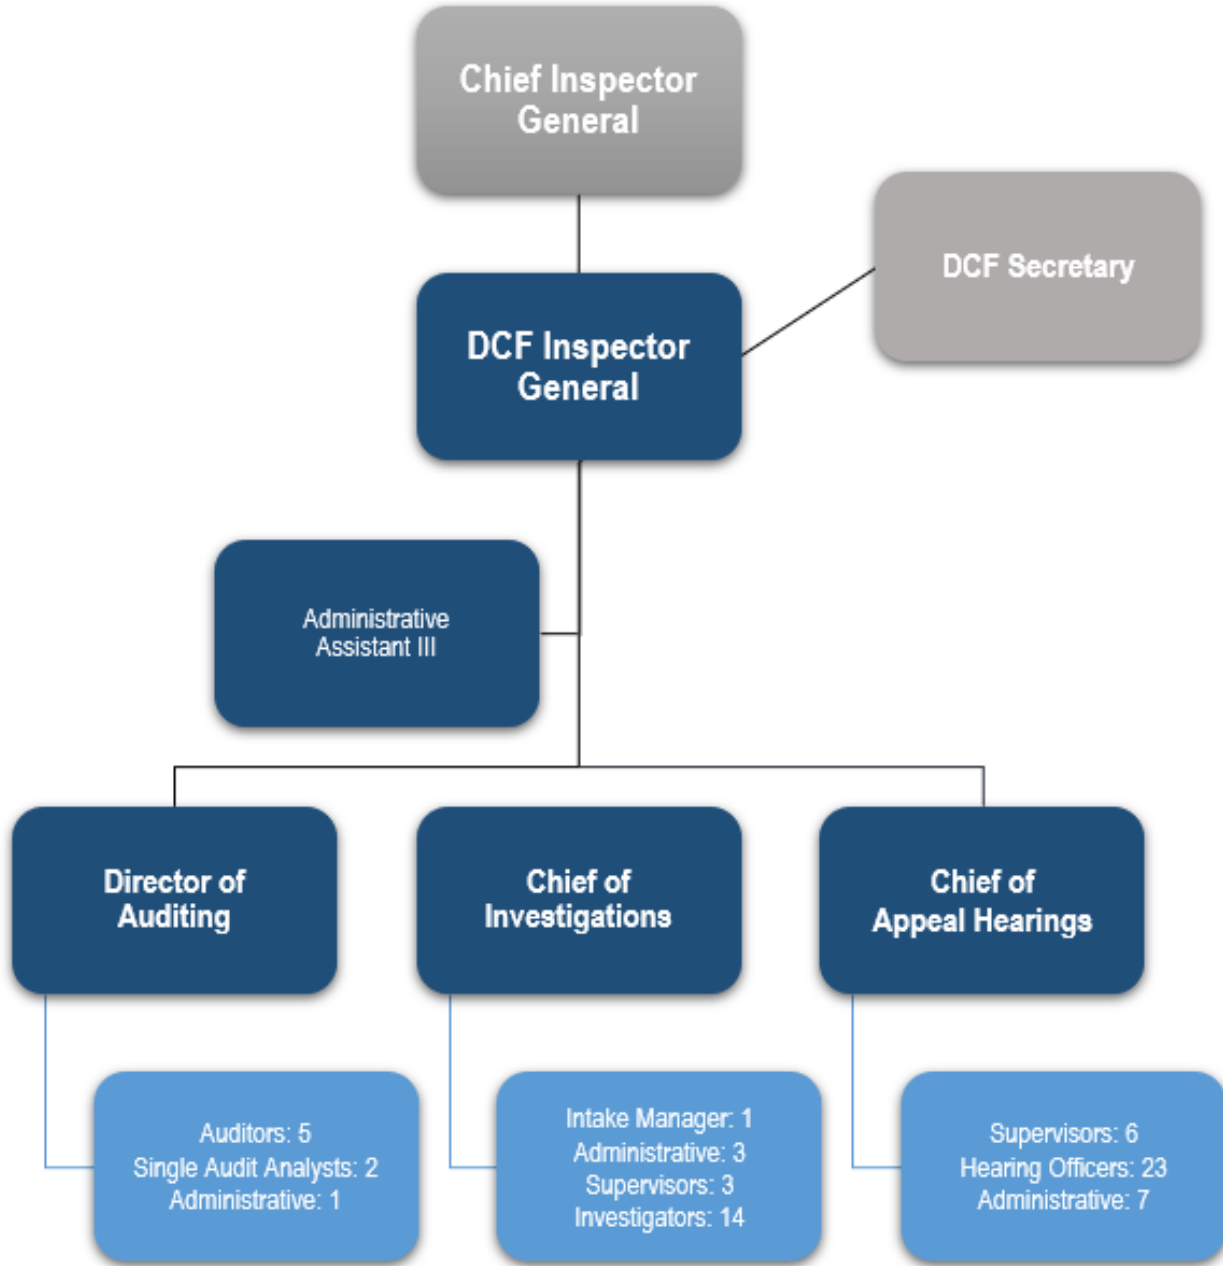 Chief Inspector
General
DCF Secretary
DCF Inspector
General
Administrative
Assistant III
Director of
Auditing
Chief of
Investigations
Chief of
Appeal Hearings
Auditors: 5
Single Audit Analysts: 2
Administrative: 1
Intake Manager: 1
Administrative: 3
Supervisors: 3
Investigators: 14
Supervisors: 6
Hearing Officers: 23
Administrative: 7